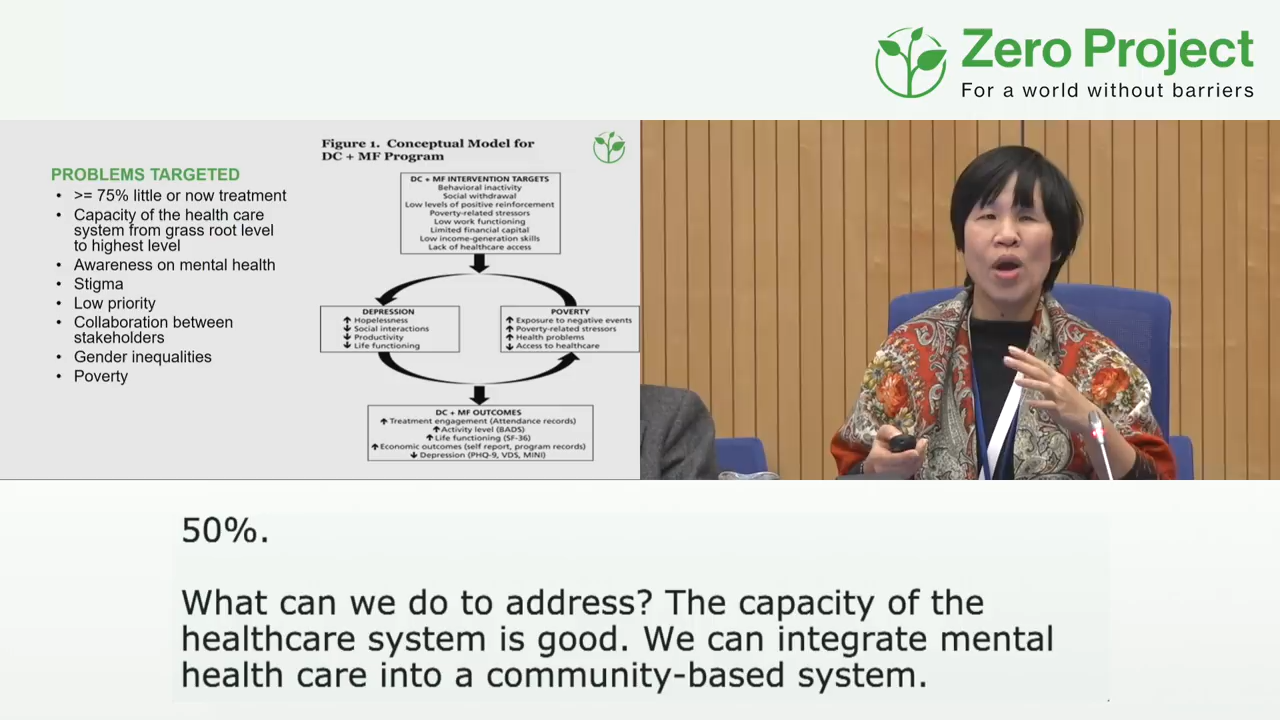 Zero Project
For a world without barriers
PROBLEMS TARGETED
• >= 75% little or now treatment
• Capacity of the health care
system from grass root level
to highest level
• Awareness on mental health
• Stigma
• Low priority
• Collaboration between
stakeholders
• Gender inequalities
• Poverty
Figure 1. Conceptual Model for
DC + MF Program
DC + MF INTERVENTION TARGETS
Behavioral inactivity
Social withdrawal
Low levels of positive reinforcement
Poverty-related stressors
Low work functioning
Limited financial capital
Low income-generation skills
Lack of healthcare access
DEPRESSION
↑ Hopelessness
↓ Social interactions
↓ Productivity
↓ Life functioning
POVERTY
↑ Exposure to negative events
↑ Poverty-related stressors
↑ Health problems
↓ Access to healthcare
DC + MF OUTCOMES
↑ Treatment engagement (Attendance records)
↑ Activity level (BADS)
↑ Life functioning (SF-36)
↑ Economic outcomes (self report, program records)
↓ Depression (PHQ-9, VDS, MINI)
50%.
What can we do to address? The capacity of the
healthcare system is good. We can integrate mental
health care into a community-based system.